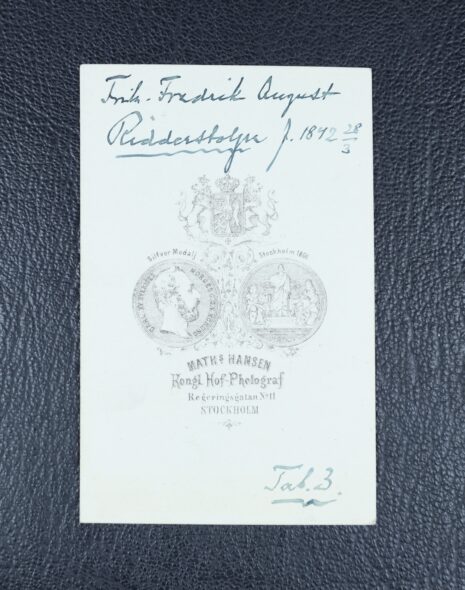 Frih. Fredrik August
Ridderstolpe f. 1842 28/3
Silfver Medalj
Stockholm 1866
MATHS HANSEN
Kongl. Hof-Photograf
Regeringsgatan No 11
STOCKHOLM
Tab. 3.